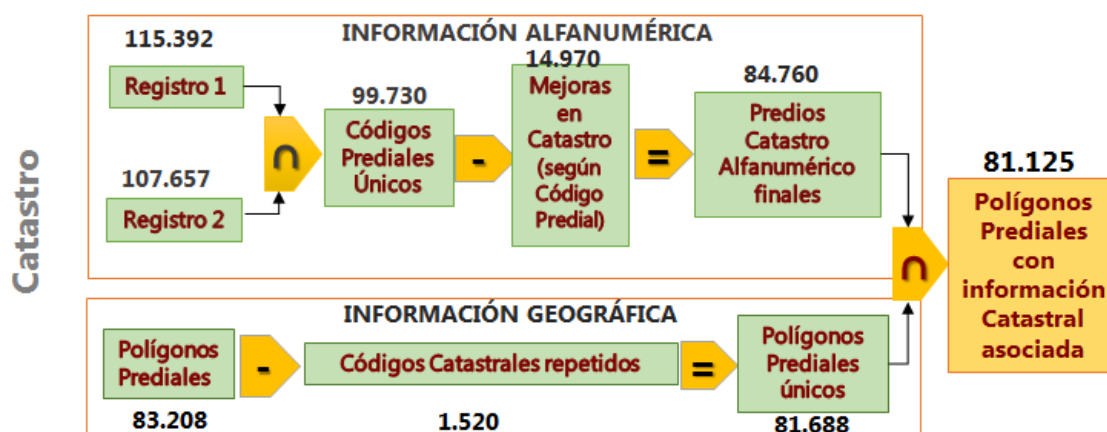 Catastro
INFORMACIÓN ALFANUMÉRICA
115.392
Registro 1
107.657
Registro 2
∩
99.730
Códigos
Prediales
Únicos
-
14.970
Mejoras
en
Catastro
(según
Código
Predial)
=
84.760
Predios
Catastro
Alfanumérico
finales
∩
81.125
Polígonos
Prediales
con
información
Catastral
asociada
INFORMACIÓN GEOGRÁFICA
Polígonos
Prediales
83.208
-
Códigos Catastrales repetidos
1.520
=
Polígonos
Prediales
únicos
81.688